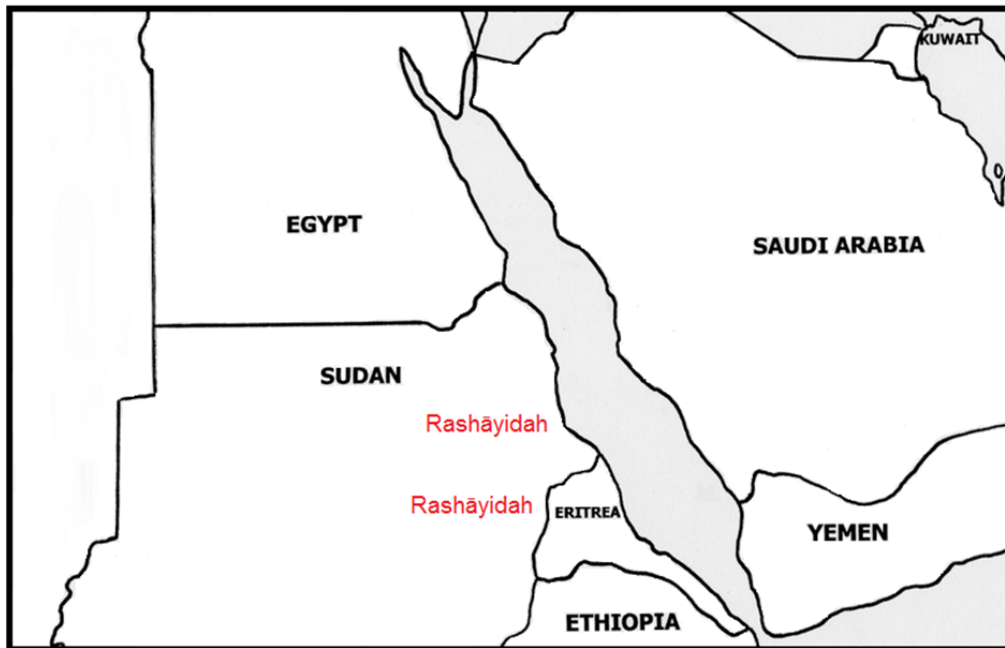 KUWAIT
EGYPT
SAUDI ARABIA
SUDAN
Rashāyidah
Rashāyidah
ERITREA
YEMEN
ETHIOPIA